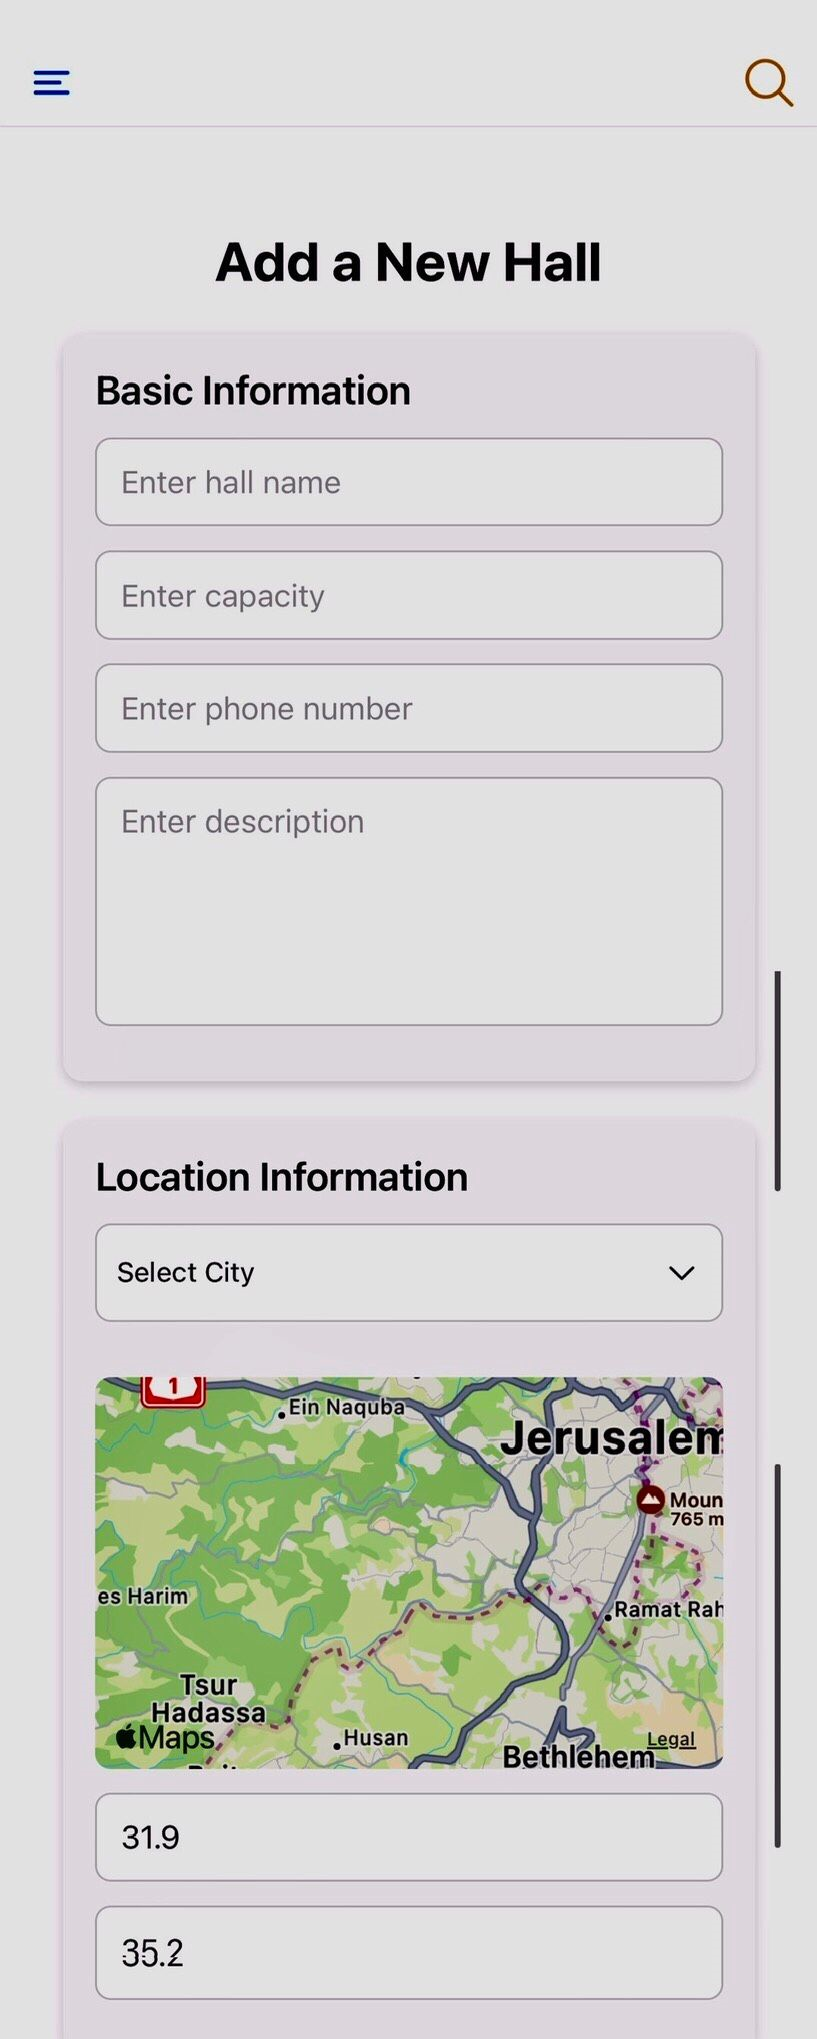 Add a New Hall
Basic Information
Enter hall name
Enter capacity
Enter phone number
Enter description
Location Information
Select City
1
Ein Naquba
Jerusalem
Moun
765 m
es Harim
Ramat Rah
Tsur
Hadassa
Maps
Husan
Legal
Bethlehem
31.9
35.2